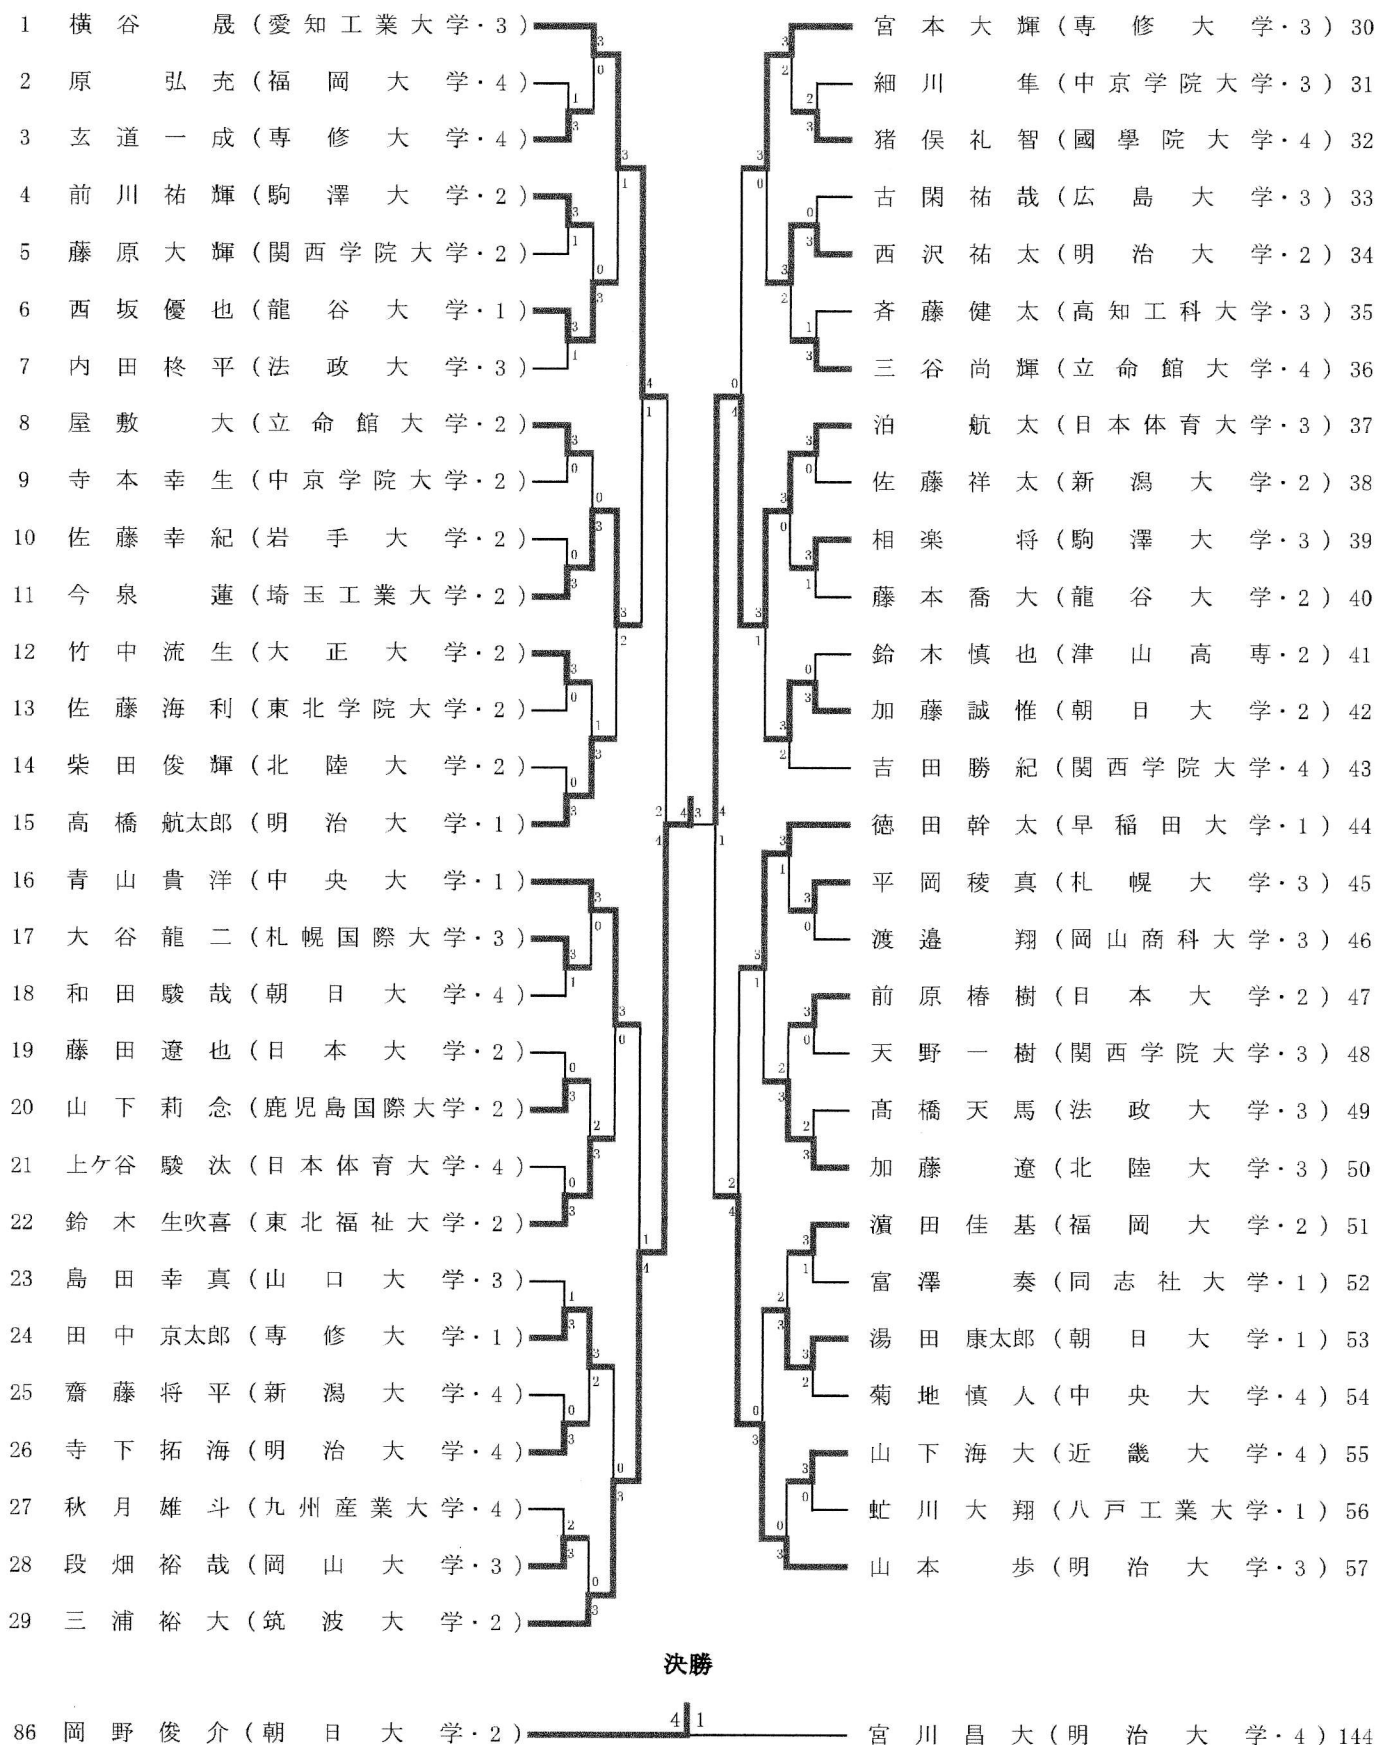 1 横谷 晟(愛知工業大学・3)
2 原 弘充(福岡大学・4)
3 玄道一成(専修大学・4)
4 前川祐輝(駒澤大学・2)
5 藤原大輝(関西学院大学・2)
6 西坂優也(龍谷大学・1)
7 内田柊平(法政大学・3)
8 屋敷 大(立命館大学・2)
9 寺本幸生(中京学院大学・2)
10 佐藤幸紀(岩手大学・2)
11 今泉 蓮(埼玉工業大学・2)
12 竹中流生(大正大学・2)
13 佐藤海利(東北学院大学・2)
14 柴田俊輝(北陸大学・2)
15 高橋航太郎(明治大学・1)
16 青山貴洋(中央大学・1)
17 大谷龍二(札幌国際大学・3)
18 和田駿哉(朝日大学・4)
19 藤田遼也(日本大学・2)
20 山下莉念(鹿児島国際大学・2)
21 上ケ谷駿汰(日本体育大学・4)
22 鈴木生吹喜(東北福祉大学・2)
23 島田幸真(山口大学・3)
24 田中京太郎(専修大学・1)
25 齋藤将平(新潟大学・4)
26 寺下拓海(明治大学・4)
27 秋月雄斗(九州産業大学・4)
28 段畑裕哉(岡山大学・3)
29 三浦裕大(筑波大学・2)
宮本大輝(専修大学・3) 30
細川 隼(中京学院大学・3) 31
猪俣礼智(國學院大学・4) 32
古閑祐哉(広島大学・3) 33
西沢祐太(明治大学・2) 34
斉藤健太(高知工科大学・3) 35
三谷尚輝(立命館大学・4) 36
泊 航太(日本体育大学・3) 37
佐藤祥太(新潟大学・2) 38
相楽 将(駒澤大学・3) 39
藤本喬大(龍谷大学・2) 40
鈴木慎也(津山高専・2) 41
加藤誠惟(朝日大学・2) 42
吉田勝紀(関西学院大学・4) 43
徳田幹太(早稲田大学・1) 44
平岡稜真(札幌大学・3) 45
渡邉 翔(岡山商科大学・3) 46
前原椿樹(日本大学・2) 47
天野一樹(関西学院大学・3) 48
髙橋天馬(法政大学・3) 49
加藤 遼(北陸大学・3) 50
濵田佳基(福岡大学・2) 51
富澤 奏(同志社大学・1) 52
湯田康太郎(朝日大学・1) 53
菊地慎人(中央大学・4) 54
山下海大(近畿大学・4) 55
虻川大翔(八戸工業大学・1) 56
山本 歩(明治大学・3) 57
2 4 3 4
4 1
決勝
86 岡野俊介(朝日大学・2) 4 1 宮川昌大(明治大学・4) 144